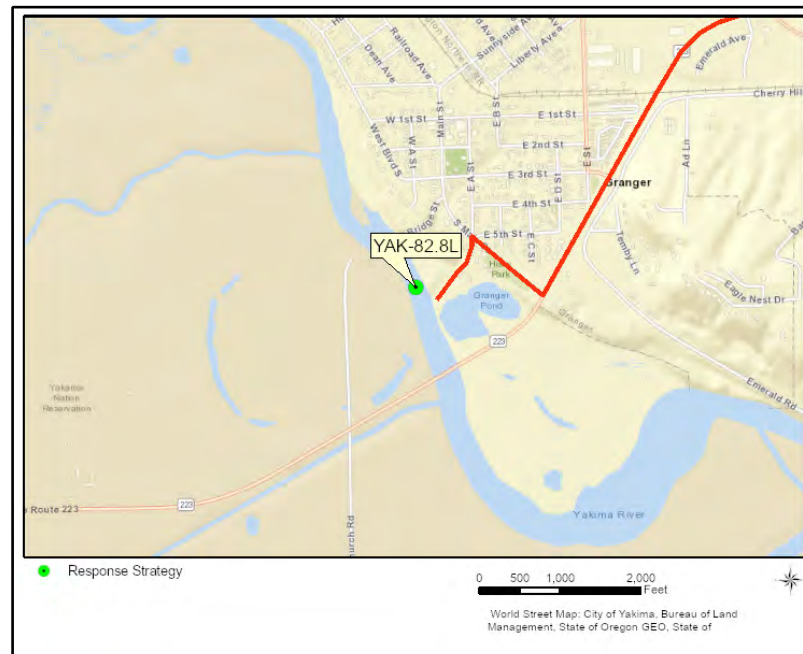 Dean Ave
Railroad Ave
Sunnyside Ave
Liberty Ave
Emerald Ave
Cherry Hill
W 1st St
Main St
E B St
E 1st St
West Blvd S
W A St
E 2nd St
E A St
E St
Ad Ln
E 3rd St
E D St
Granger
E 4th St
Bridge St
E 5th St
E C St
YAK-82.8L
Temby Ln
Park
Granger
Pond
Granger
Eagle Nest Dr
223
Emerald Rd
Yakama
Nation
Reservation
223
Route 223
hurch Rd
Yakima River
Response Strategy
0 500 1,000 2,000
Feet
World Street Map: City of Yakima, Bureau of Land
Management, State of Oregon GEO, State of